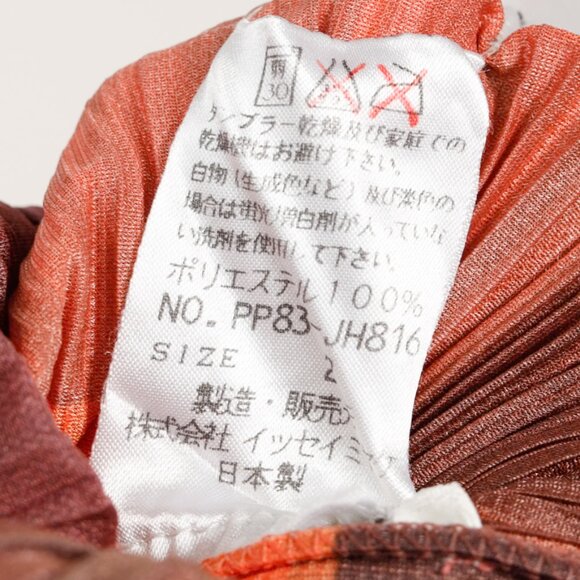 弱
30
タンブラー乾燥及び家庭での
乾燥機はお避け下さい。
白物(生成色など)及び淡色の
場合は蛍光増白剤が入っていな
い洗剤を使用して下さい。
ポリエステル100%
NO. PP83-JH816
SIZE 2
製造・販売
株式会社 イッセイミ
日本製